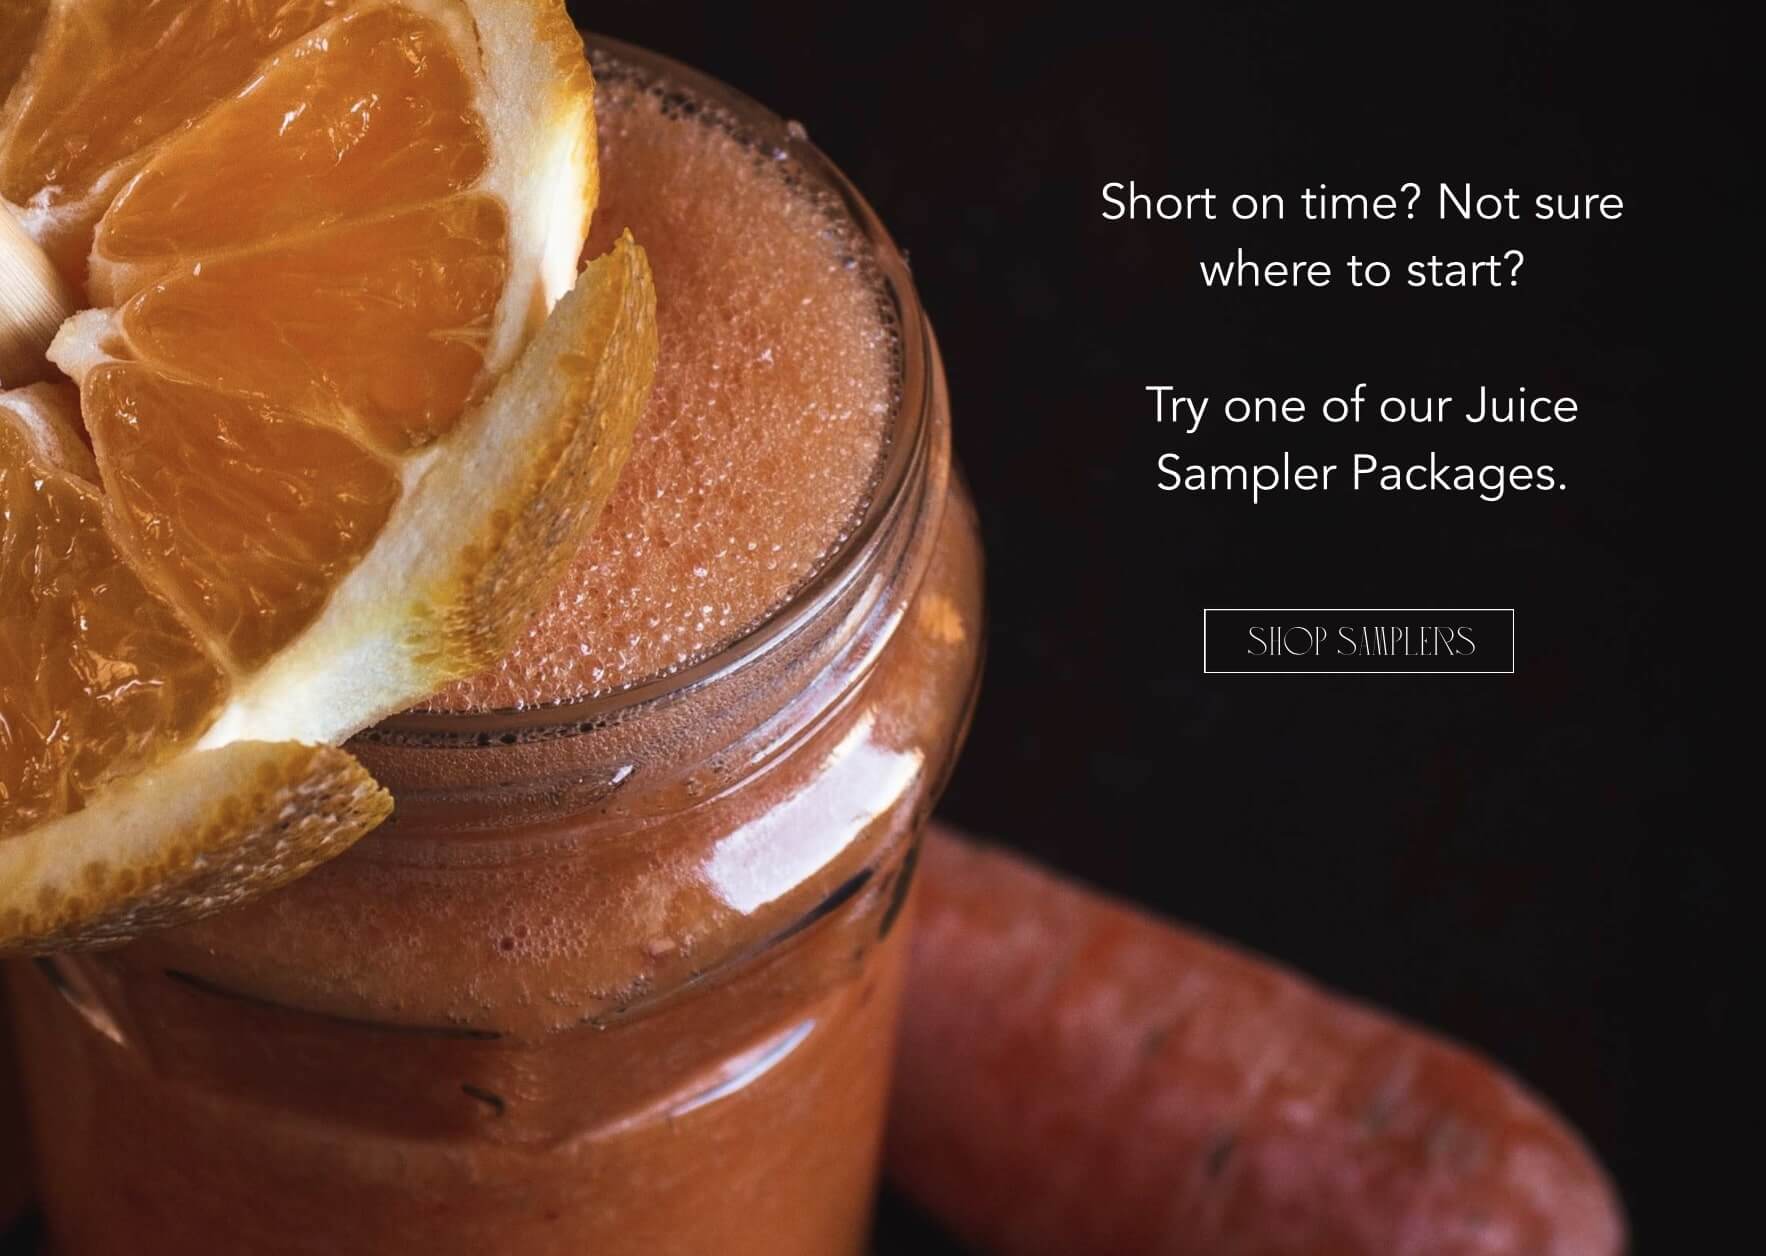 Short on time? Not sure
where to start?
Try one of our Juice
Sampler Packages.
SHOP SAMPLERS